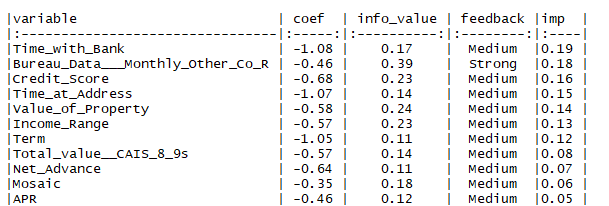 |variable                        | coef | info_value | feedback |imp  |
|:-------------------------------|:----:|:----------:|:--------:|:----|
|Time_with_Bank                  |-1.08 |    0.17    |  Medium  |0.19 |
|Bureau_Data___Monthly_Other_Co_R |-0.46 |    0.39    |  Strong  |0.18 |
|Credit_Score                    |-0.68 |    0.23    |  Medium  |0.16 |
|Time_at_Address                 |-1.07 |    0.14    |  Medium  |0.15 |
|Value_of_Property               |-0.58 |    0.24    |  Medium  |0.14 |
|Income_Range                    |-0.57 |    0.23    |  Medium  |0.13 |
|Term                            |-1.05 |    0.11    |  Medium  |0.12 |
|Total_value__CAIS_8_9s          |-0.57 |    0.14    |  Medium  |0.08 |
|Net_Advance                     |-0.64 |    0.11    |  Medium  |0.07 |
|Mosaic                          |-0.35 |    0.18    |  Medium  |0.06 |
|APR                             |-0.46 |    0.12    |  Medium  |0.05 |